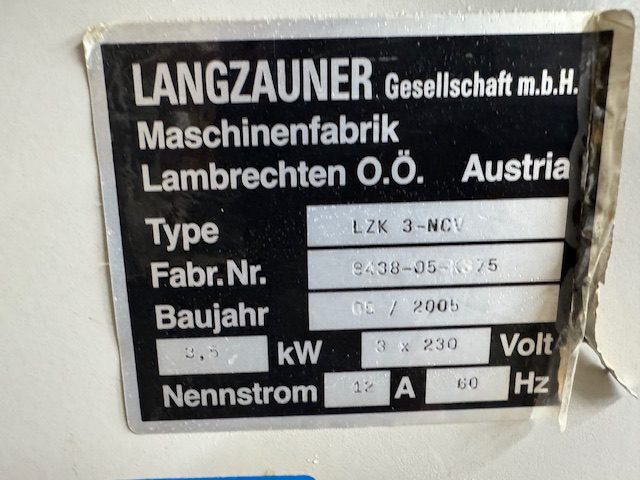 LANGZAUNER Gesellschaft m.b.H.
Maschinenfabrik
Lambrechten O.Ö. Austria
Type LZK 3-NCV
Fabr.Nr.
Baujahr 05 / 2005
3,5 kW 3 x 230 Volt
Nennstrom 12 A 60 Hz